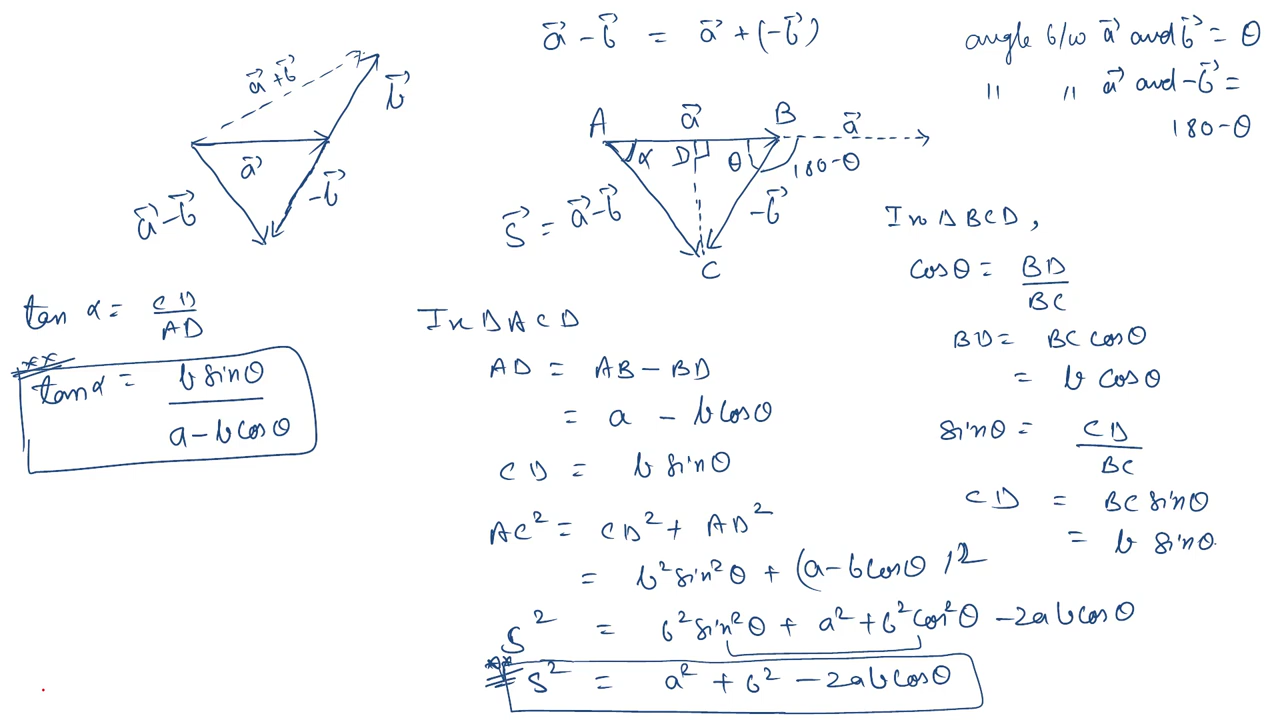 a⃗ - b⃗ = a⃗ + (-b⃗)
angle b/w a⃗ and b⃗ = θ
" " a⃗ and -b⃗ =
180-θ
a⃗+b⃗
b⃗
a⃗
-b⃗
a⃗-b⃗
A a⃗ B a⃗
α D θ 180-θ
S⃗ = a⃗-b⃗
-b⃗
C
In Δ BCD,
cosθ = BD/BC
BD = BC cosθ
= b cosθ
sinθ = CD/BC
CD = BC sinθ
= b sinθ
In Δ ACD
AD = AB - BD
= a - b cosθ
CD = b sinθ
AC² = CD² + AD²
= b² sin²θ + (a-b cosθ)²
S² = b² sin²θ + a² + b² cos²θ - 2ab cosθ
** S² = a² + b² - 2ab cosθ
tan α = CD/AD
** tan α = b sinθ/a - b cosθ